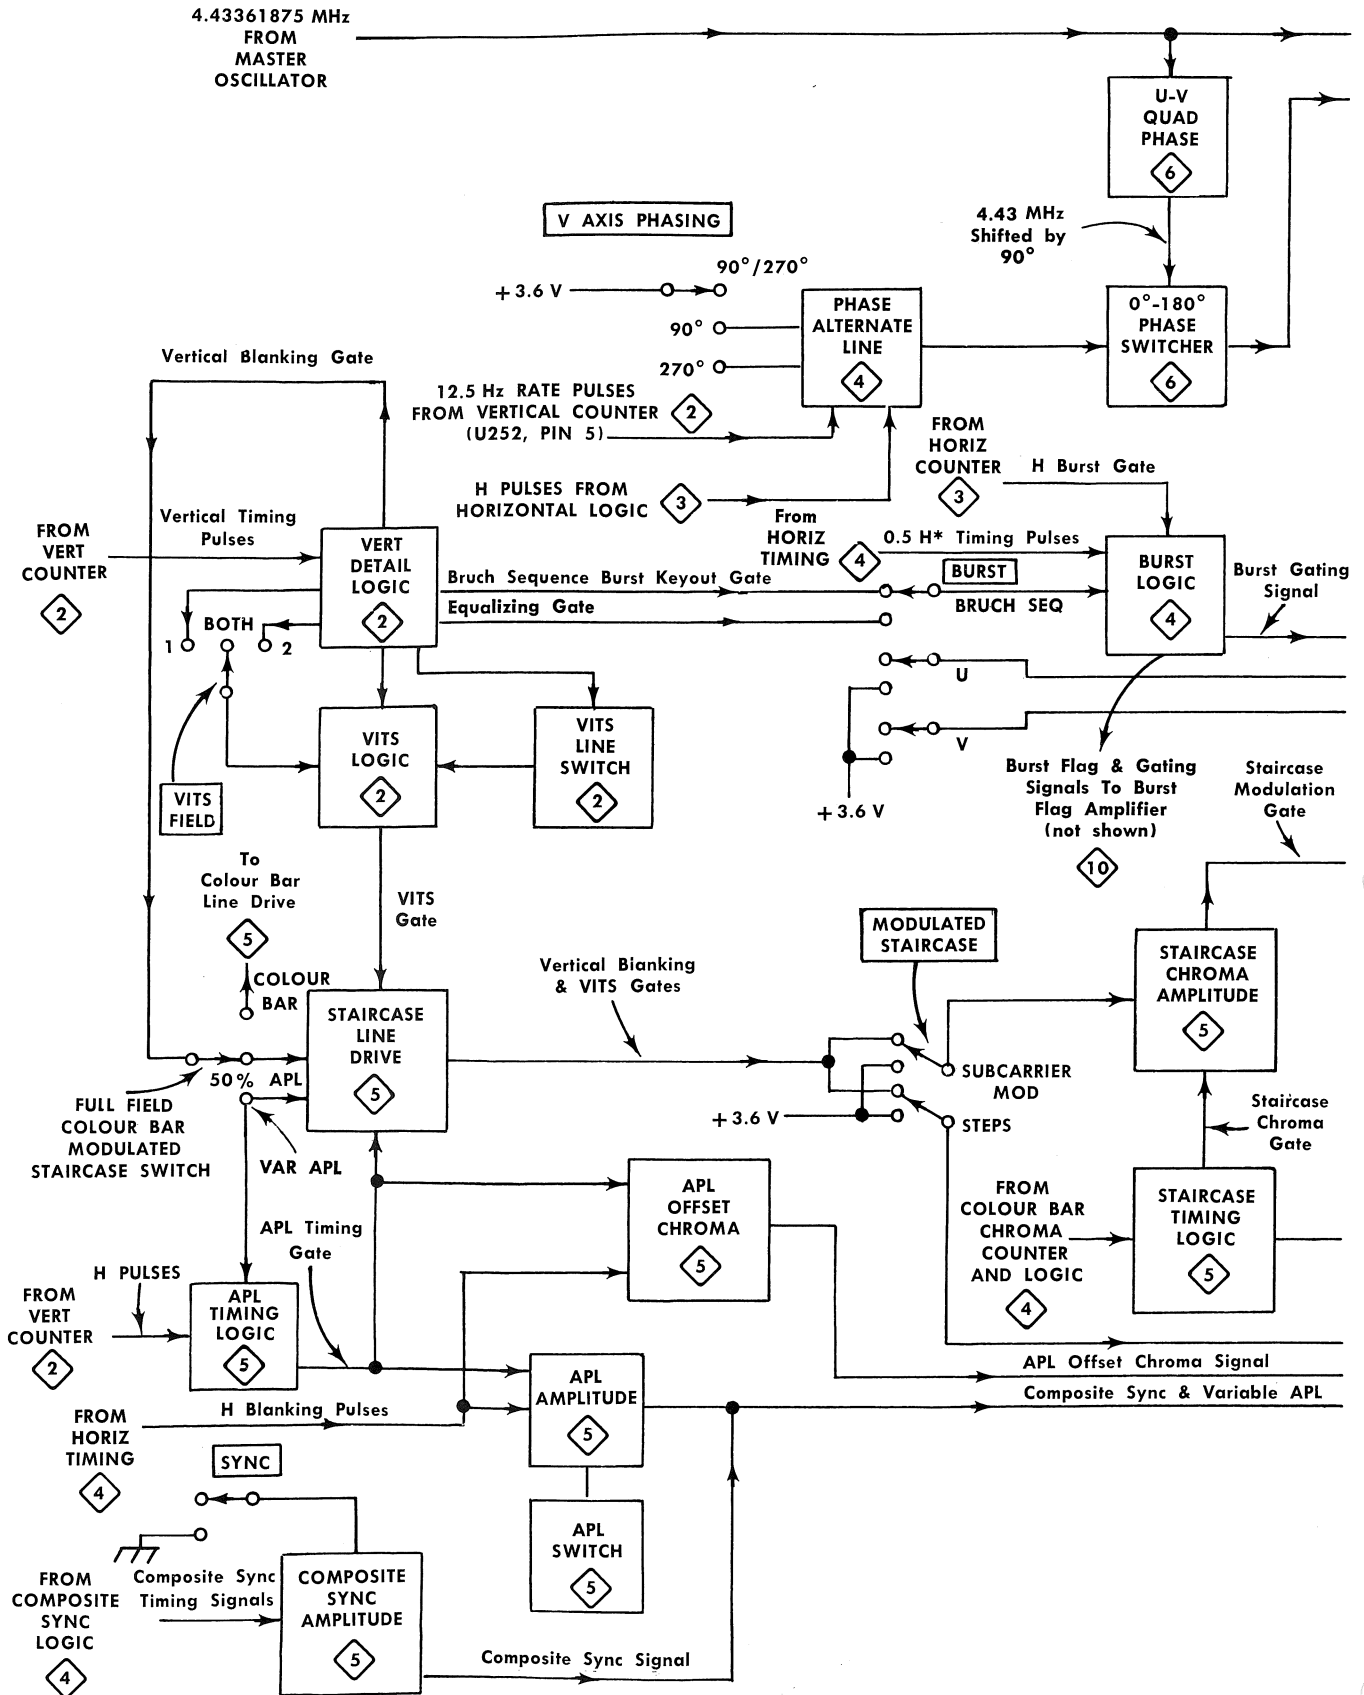 4.43361875 MHz
FROM
MASTER
OSCILLATOR
U-V
QUAD
PHASE
6
4.43 MHz
Shifted by
90°
V AXIS PHASING
90°/270°
+3.6 V
90°
270°
PHASE
ALTERNATE
LINE
4
0°-180°
PHASE
SWITCHER
6
12.5 Hz RATE PULSES
FROM VERTICAL COUNTER
(U252, PIN 5)
2
H PULSES FROM
HORIZONTAL LOGIC
3
Vertical Blanking Gate
FROM
HORIZ
COUNTER
3
H Burst Gate
From
HORIZ
TIMING
4
0.5 H* Timing Pulses
BURST
BRUCH SEQ
BURST
LOGIC
4
Burst Gating
Signal
FROM
VERT
COUNTER
2
Vertical Timing
Pulses
VERT
DETAIL
LOGIC
2
Bruch Sequence Burst Keyout Gate
Equalizing Gate
1
BOTH
2
U
V
+3.6 V
VITS
LOGIC
2
VITS
LINE
SWITCH
2
VITS
FIELD
Burst Flag & Gating
Signals To Burst
Flag Amplifier
(not shown)
10
Staircase
Modulation
Gate
To
Colour Bar
Line Drive
5
COLOUR
BAR
VITS
Gate
STAIRCASE
LINE
DRIVE
5
Vertical Blanking
& VITS Gates
MODULATED
STAIRCASE
SUBCARRIER
MOD
+3.6 V
STEPS
STAIRCASE
CHROMA
AMPLITUDE
5
Staircase
Chroma
Gate
50% APL
FULL FIELD
COLOUR BAR
MODULATED
STAIRCASE SWITCH
VAR APL
APL Timing
Gate
APL
OFFSET
CHROMA
5
FROM
COLOUR BAR
CHROMA
COUNTER
AND LOGIC
4
STAIRCASE
TIMING
LOGIC
5
H PULSES
FROM
VERT
COUNTER
2
APL
TIMING
LOGIC
5
APL
AMPLITUDE
5
APL Offset Chroma Signal
Composite Sync & Variable APL
H Blanking Pulses
FROM
HORIZ
TIMING
4
SYNC
APL
SWITCH
5
FROM
COMPOSITE
SYNC
LOGIC
4
Composite Sync
Timing Signals
COMPOSITE
SYNC
AMPLITUDE
5
Composite Sync Signal